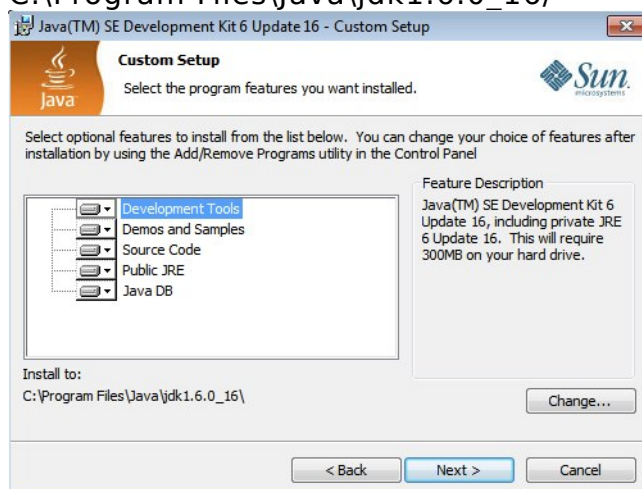 C:\Program Files\java\jdk1.6.0_16/
Java(TM) SE Development Kit 6 Update 16 - Custom Setup
Java
Custom Setup
Select the program features you want installed.
Sun
microsystems
Select optional features to install from the list below. You can change your choice of features after
installation by using the Add/Remove Programs utility in the Control Panel
Development Tools
Demos and Samples
Source Code
Public JRE
Java DB
Feature Description
Java(TM) SE Development Kit 6
Update 16, including private JRE
6 Update 16. This will require
300MB on your hard drive.
Install to:
C:\Program Files\Java\jdk1.6.0_16\
Change...
< Back
Next >
Cancel